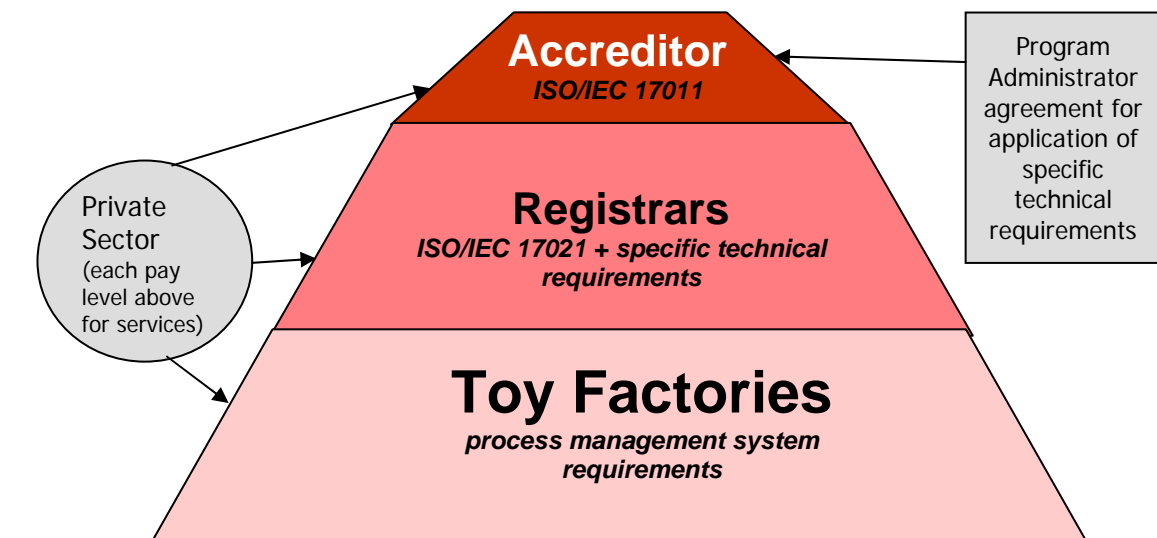 Accreditor
ISO/IEC 17011
Program
Administrator
agreement for
application of
specific
technical
requirements
Private
Sector
(each pay
level above
for services)
Registrars
ISO/IEC 17021 + specific technical
requirements
Toy Factories
process management system
requirements